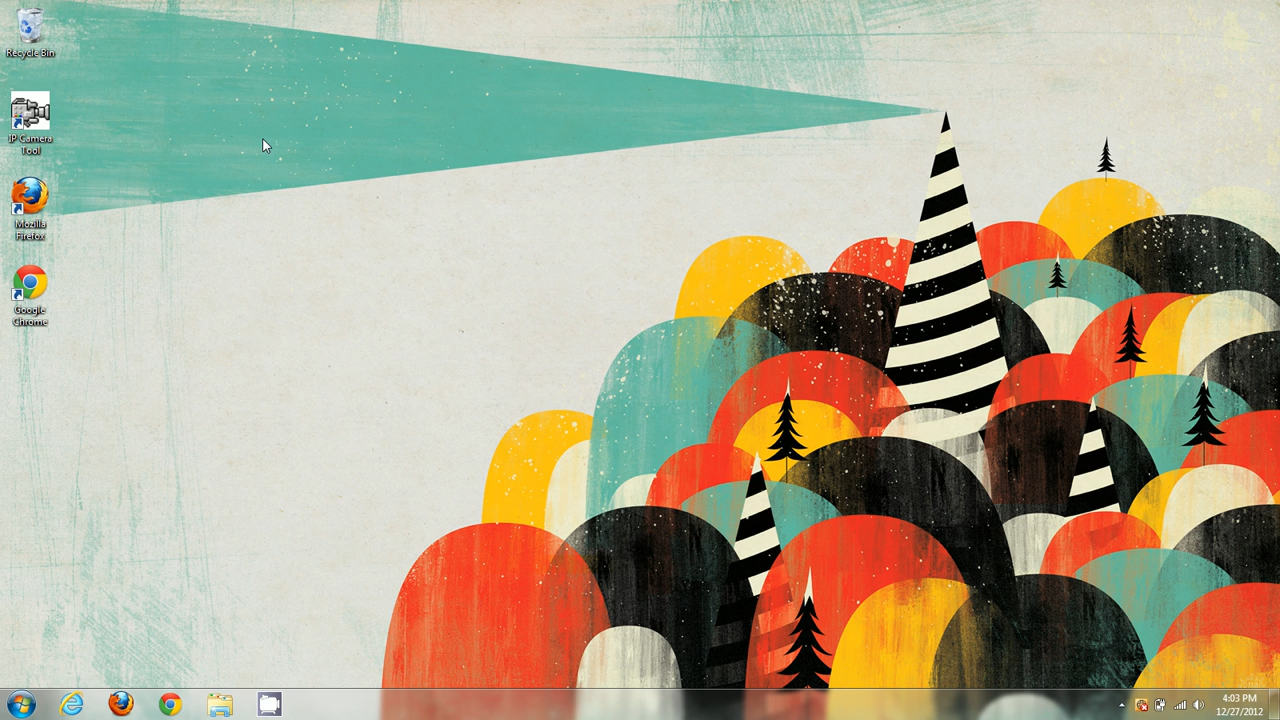 Recycle Bin
IP Camera
Tool
Mozilla
Firefox
Google
Chrome
4:03 PM
12/27/2012